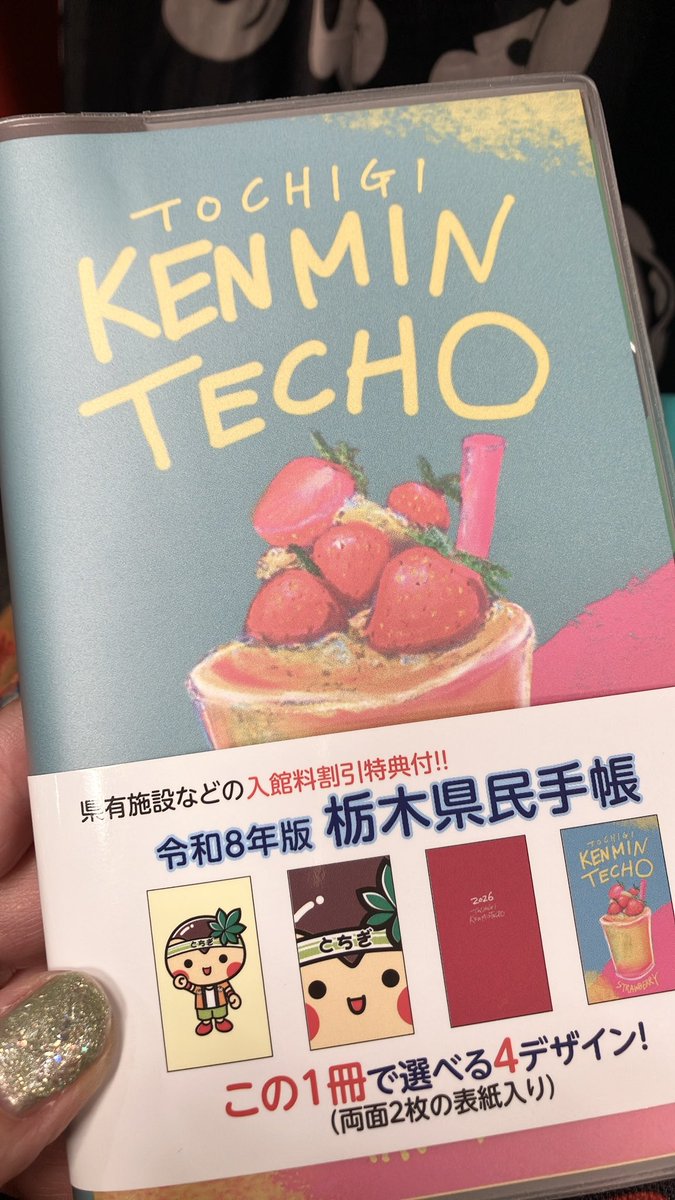 TOCHIGI
KENMIN
TECHO
県有施設などの入館料割引特典付!!
令和8年版 栃木県民手帳
とちぎ
とちぎ
2026
TOCHIGI
KENMINTECHO
TOCHIGI
KENMIN
TECHO
STRAWBERRY
この1冊で選べる4デザイン!
(両面2枚の表紙入り)